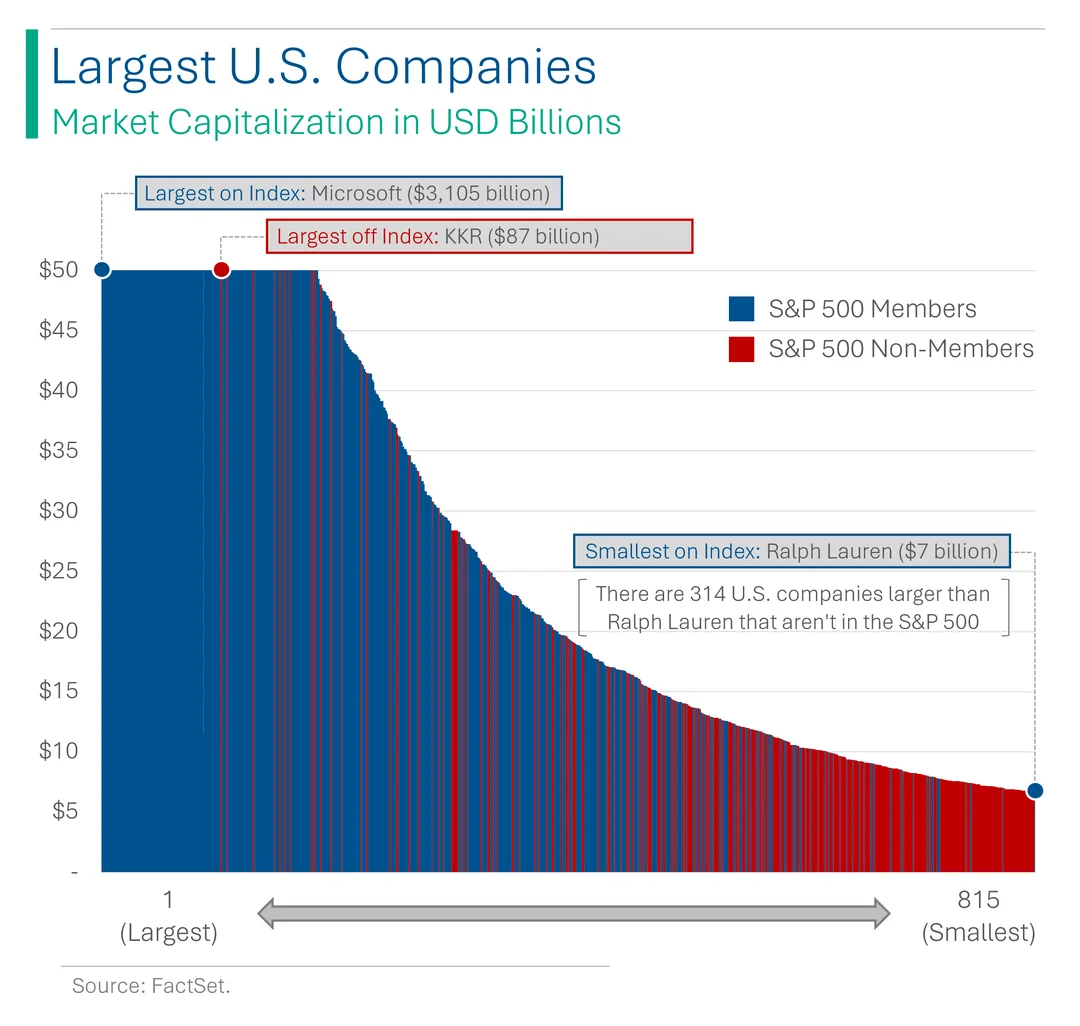 Largest U.S. Companies
Market Capitalization in USD Billions
Largest on Index: Microsoft ($3,105 billion)
Largest off Index: KKR ($87 billion)
$50
S&P 500 Members
$45
S&P 500 Non-Members
$40
$35
$30
Smallest on Index: Ralph Lauren ($7 billion)
$25
There are 314 U.S. companies larger than
Ralph Lauren that aren't in the S&P 500
$20
$15
$10
$5
-
1
(Largest)
815
(Smallest)
Source: FactSet.